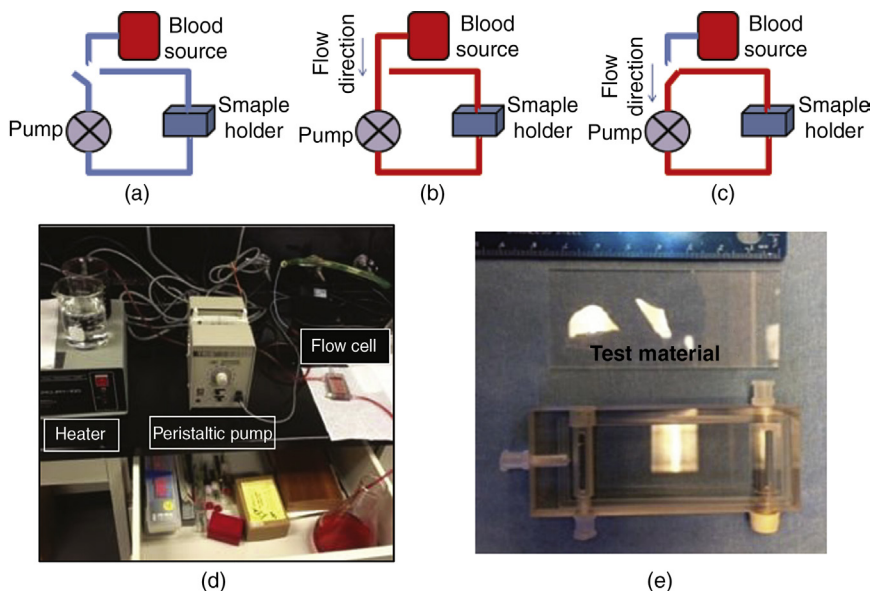 Blood
source
Pump
Smaple
holder
(a)
Flow
direction
Blood
source
Pump
Smaple
holder
(b)
Flow
direction
Blood
source
Pump
Smaple
holder
(c)
Heater
Peristaltic pump
Flow cell
(d)
Test material
(e)